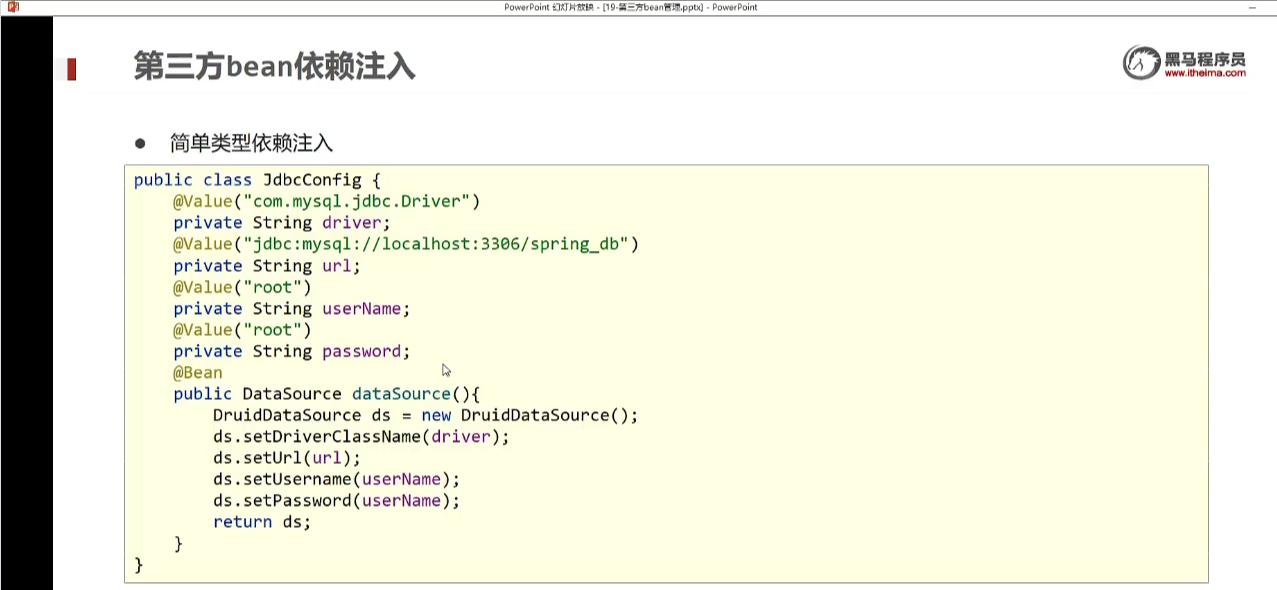 PowerPoint 幻灯片放映 - [19-第三方bean管理.pptx] - PowerPoint
第三方bean依赖注入
黑马程序员
www.itheima.com
● 简单类型依赖注入
public class JdbcConfig {
    @Value("com.mysql.jdbc.Driver")
    private String driver;
    @Value("jdbc:mysql://localhost:3306/spring_db")
    private String url;
    @Value("root")
    private String userName;
    @Value("root")
    private String password;
    @Bean
    public DataSource dataSource(){
        DruidDataSource ds = new DruidDataSource();
        ds.setDriverClassName(driver);
        ds.setUrl(url);
        ds.setUsername(userName);
        ds.setPassword(userName);
        return ds;
    }
}